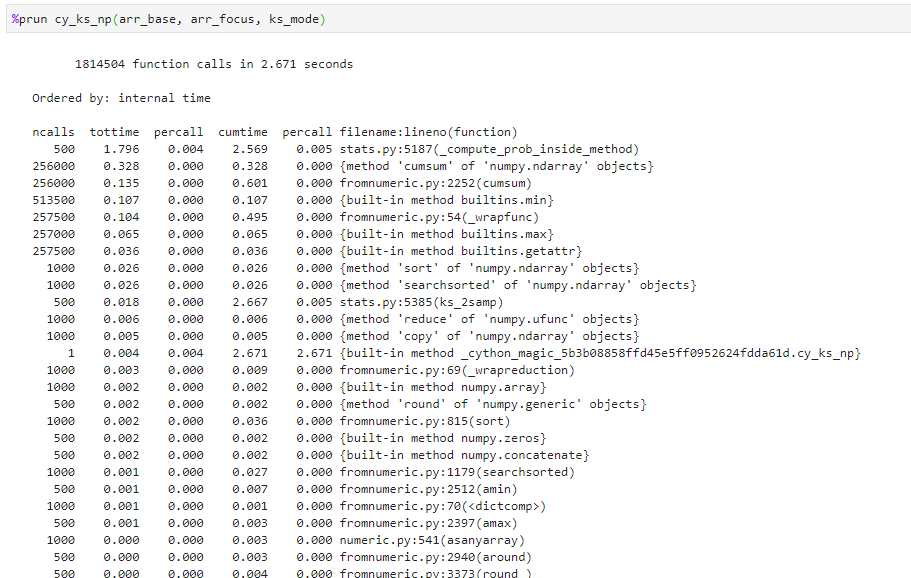 %prun cy_ks_np(arr_base, arr_focus, ks_mode)
1814504 function calls in 2.671 seconds
Ordered by: internal time
ncalls tottime percall cumtime percall filename:lineno(function)
500 1.796 0.004 2.569 0.005 stats.py:5187(_compute_prob_inside_method)
256000 0.328 0.000 0.328 0.000 {method 'cumsum' of 'numpy.ndarray' objects}
256000 0.135 0.000 0.601 0.000 fromnumeric.py:2252(cumsum)
513500 0.107 0.000 0.107 0.000 {built-in method builtins.min}
257500 0.104 0.000 0.495 0.000 fromnumeric.py:54(_wrapfunc)
257000 0.065 0.000 0.065 0.000 {built-in method builtins.max}
257500 0.036 0.000 0.036 0.000 {built-in method builtins.getattr}
1000 0.026 0.000 0.026 0.000 {method 'sort' of 'numpy.ndarray' objects}
1000 0.026 0.000 0.026 0.000 {method 'searchsorted' of 'numpy.ndarray' objects}
500 0.018 0.000 2.667 0.005 stats.py:5385(ks_2samp)
1000 0.006 0.000 0.006 0.000 {method 'reduce' of 'numpy.ufunc' objects}
1000 0.005 0.000 0.005 0.000 {method 'copy' of 'numpy.ndarray' objects}
1 0.004 0.004 2.671 2.671 {built-in method _cython_magic_5b3b08858ffd45e5ff0952624fdda61d.cy_ks_np}
1000 0.003 0.000 0.009 0.000 fromnumeric.py:69(_wrapreduction)
1000 0.002 0.000 0.002 0.000 {built-in method numpy.array}
500 0.002 0.000 0.002 0.000 {method 'round' of 'numpy.generic' objects}
1000 0.002 0.000 0.036 0.000 fromnumeric.py:815(sort)
500 0.002 0.000 0.002 0.000 {built-in method numpy.zeros}
500 0.002 0.000 0.002 0.000 {built-in method numpy.concatenate}
1000 0.001 0.000 0.027 0.000 fromnumeric.py:1179(searchsorted)
500 0.001 0.000 0.007 0.000 fromnumeric.py:2512(amin)
1000 0.001 0.000 0.001 0.000 fromnumeric.py:70(<dictcomp>)
500 0.001 0.000 0.003 0.000 fromnumeric.py:2397(amax)
1000 0.000 0.000 0.003 0.000 numeric.py:541(asanyarray)
500 0.000 0.000 0.003 0.000 fromnumeric.py:2940(around)
500 0.000 0.000 0.004 0.000 fromnumeric.py:3373(round_)